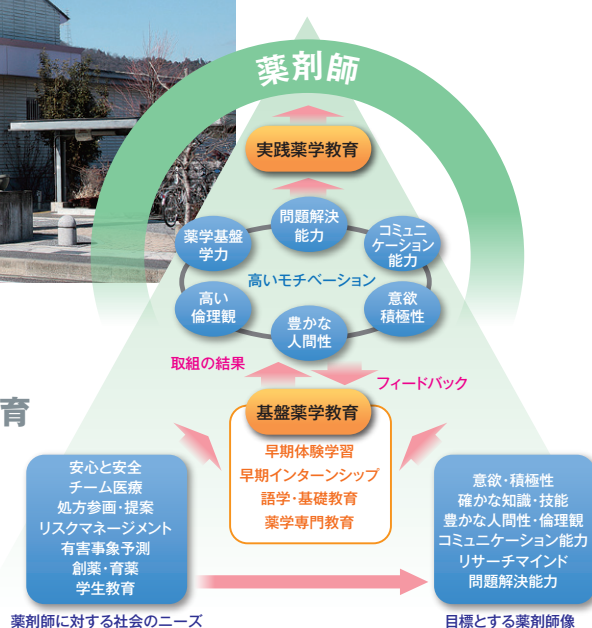 薬剤師
実践薬学教育
問題解決
能力
薬学基盤
学力
コミュニ
ケーション
能力
高いモチベーション
高い
倫理観
意欲
積極性
豊かな
人間性
取組の結果
フィードバック
育
基盤薬学教育
早期体験学習
早期インターンシップ
語学・基礎教育
薬学専門教育
安心と安全
チーム医療
処方参画・提案
リスクマネージメント
有害事象予測
創薬・育薬
学生教育
意欲・積極性
確かな知識・技能
豊かな人間性・倫理観
コミュニケーション能力
リサーチマインド
問題解決能力
薬剤師に対する社会のニーズ
目標とする薬剤師像